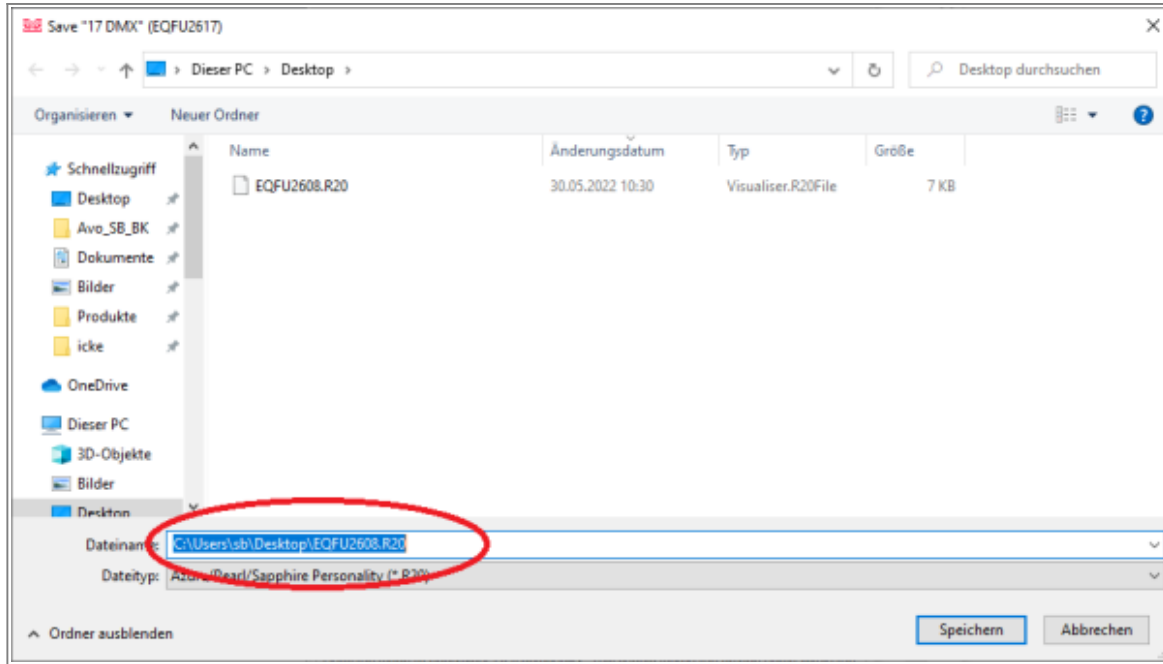 Save "17 DMX" (EQFU2617)
Dieser PC > Desktop >
Desktop durchsuchen
Organisieren
Neuer Ordner
Name Änderungsdatum Typ Größe
Schnellzugriff
EQFU2608.R20 30.05.2022 10:30 Visualiser.R20File 7 KB
Desktop
Avo_SB_BK
Dokumente
Bilder
Produkte
icke
OneDrive
Dieser PC
3D-Objekte
Bilder
Desktop
Dateiname: C:\Users\sb\Desktop\EQFU2608.R20
Dateityp: Azure/Pearl/Sapphire Personality (*.R20)
Ordner ausblenden
Speichern Abbrechen